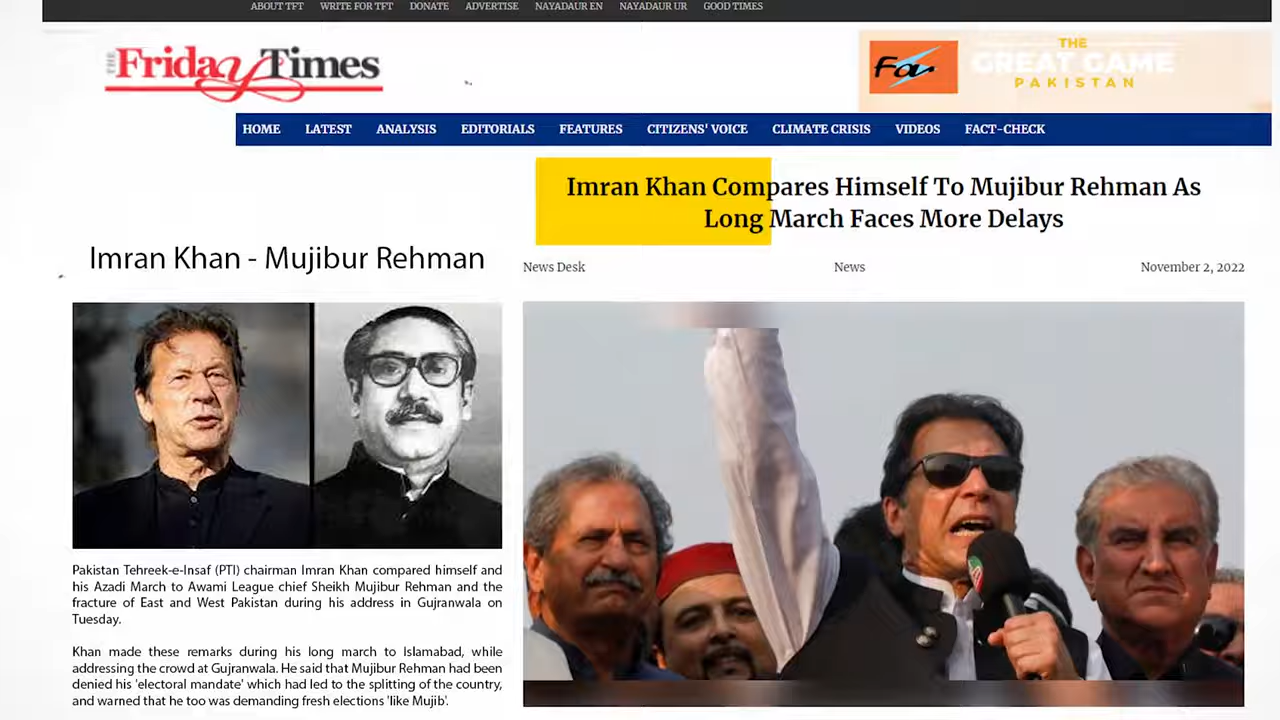 ABOUT TFT WRITE FOR TFT DONATE ADVERTISE NAYADAUR EN NAYADAUR UR GOOD TIMES
THE Friday Times
Far
THE
GREAT GAME
PAKISTAN
HOME LATEST ANALYSIS EDITORIALS FEATURES CITIZENS' VOICE CLIMATE CRISIS VIDEOS FACT-CHECK
Imran Khan Compares Himself To Mujibur Rehman As
Long March Faces More Delays
News Desk News November 2, 2022
Imran Khan - Mujibur Rehman
Pakistan Tehreek-e-Insaf (PTI) chairman Imran Khan compared himself and
his Azadi March to Awami League chief Sheikh Mujibur Rehman and the
fracture of East and West Pakistan during his address in Gujranwala on
Tuesday.
Khan made these remarks during his long march to Islamabad, while
addressing the crowd at Gujranwala. He said that Mujibur Rehman had been
denied his 'electoral mandate' which had led to the splitting of the country,
and warned that he too was demanding fresh elections 'like Mujib'.